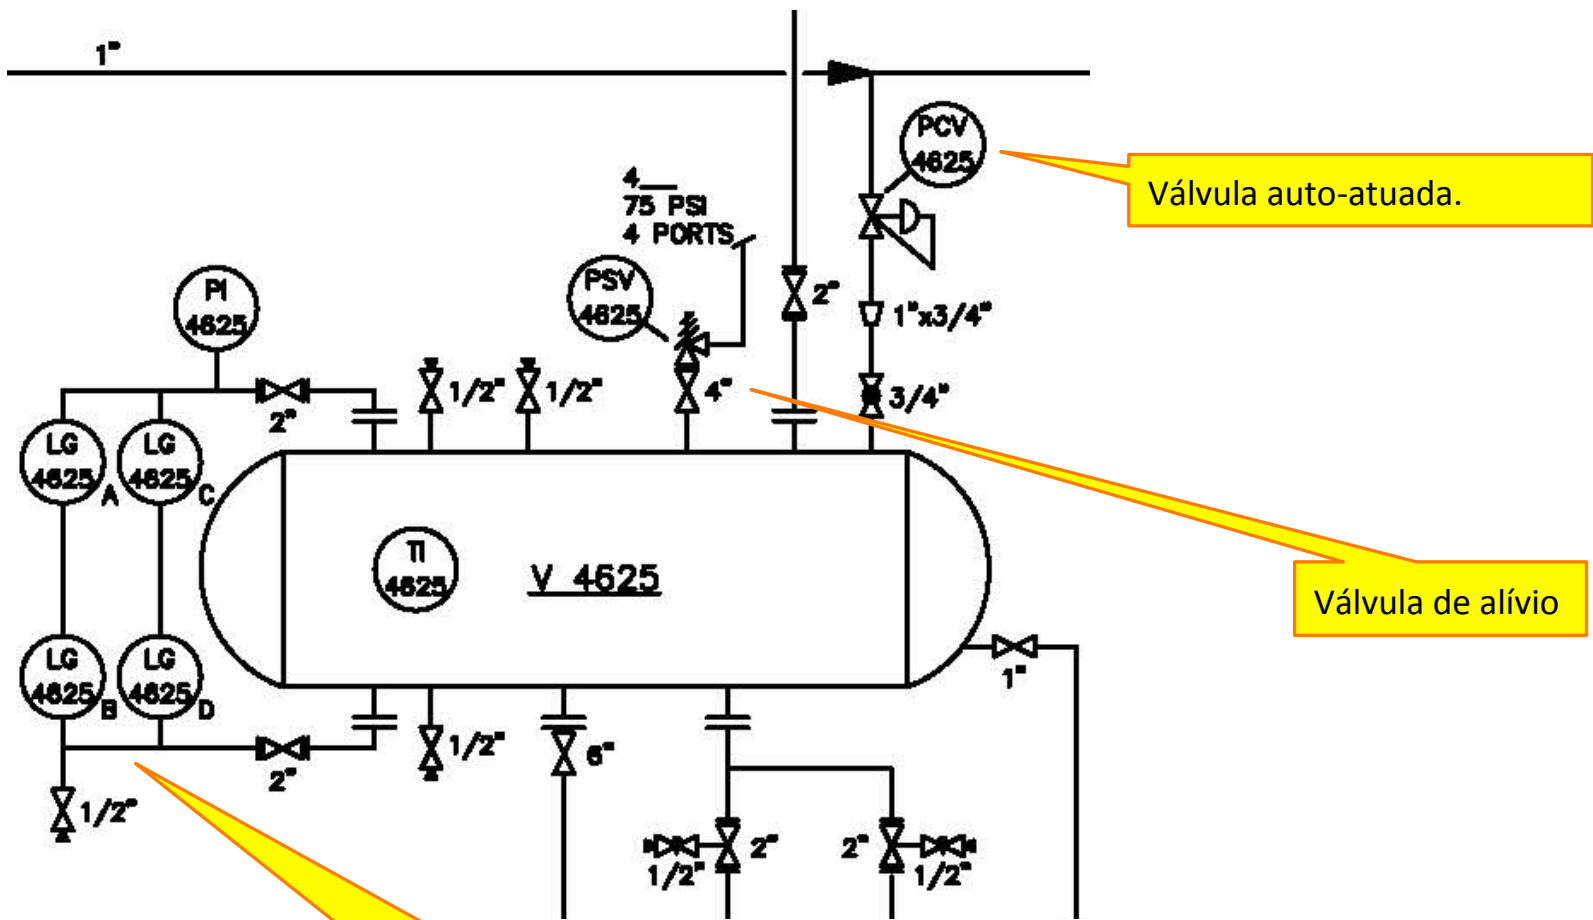 1"
PCV
4625
Válvula auto-atuada.
4__
75 PSI
4 PORTS
PSV
4625
PI
4625
2"
1"x3/4"
1/2"
1/2"
4"
3/4"
2"
LG
4625
A
LG
4625
C
TI
4625
V 4625
Válvula de alívio
LG
4625
B
LG
4625
D
1"
2"
1/2"
6"
1/2"
2"
1/2"
2"
1/2"